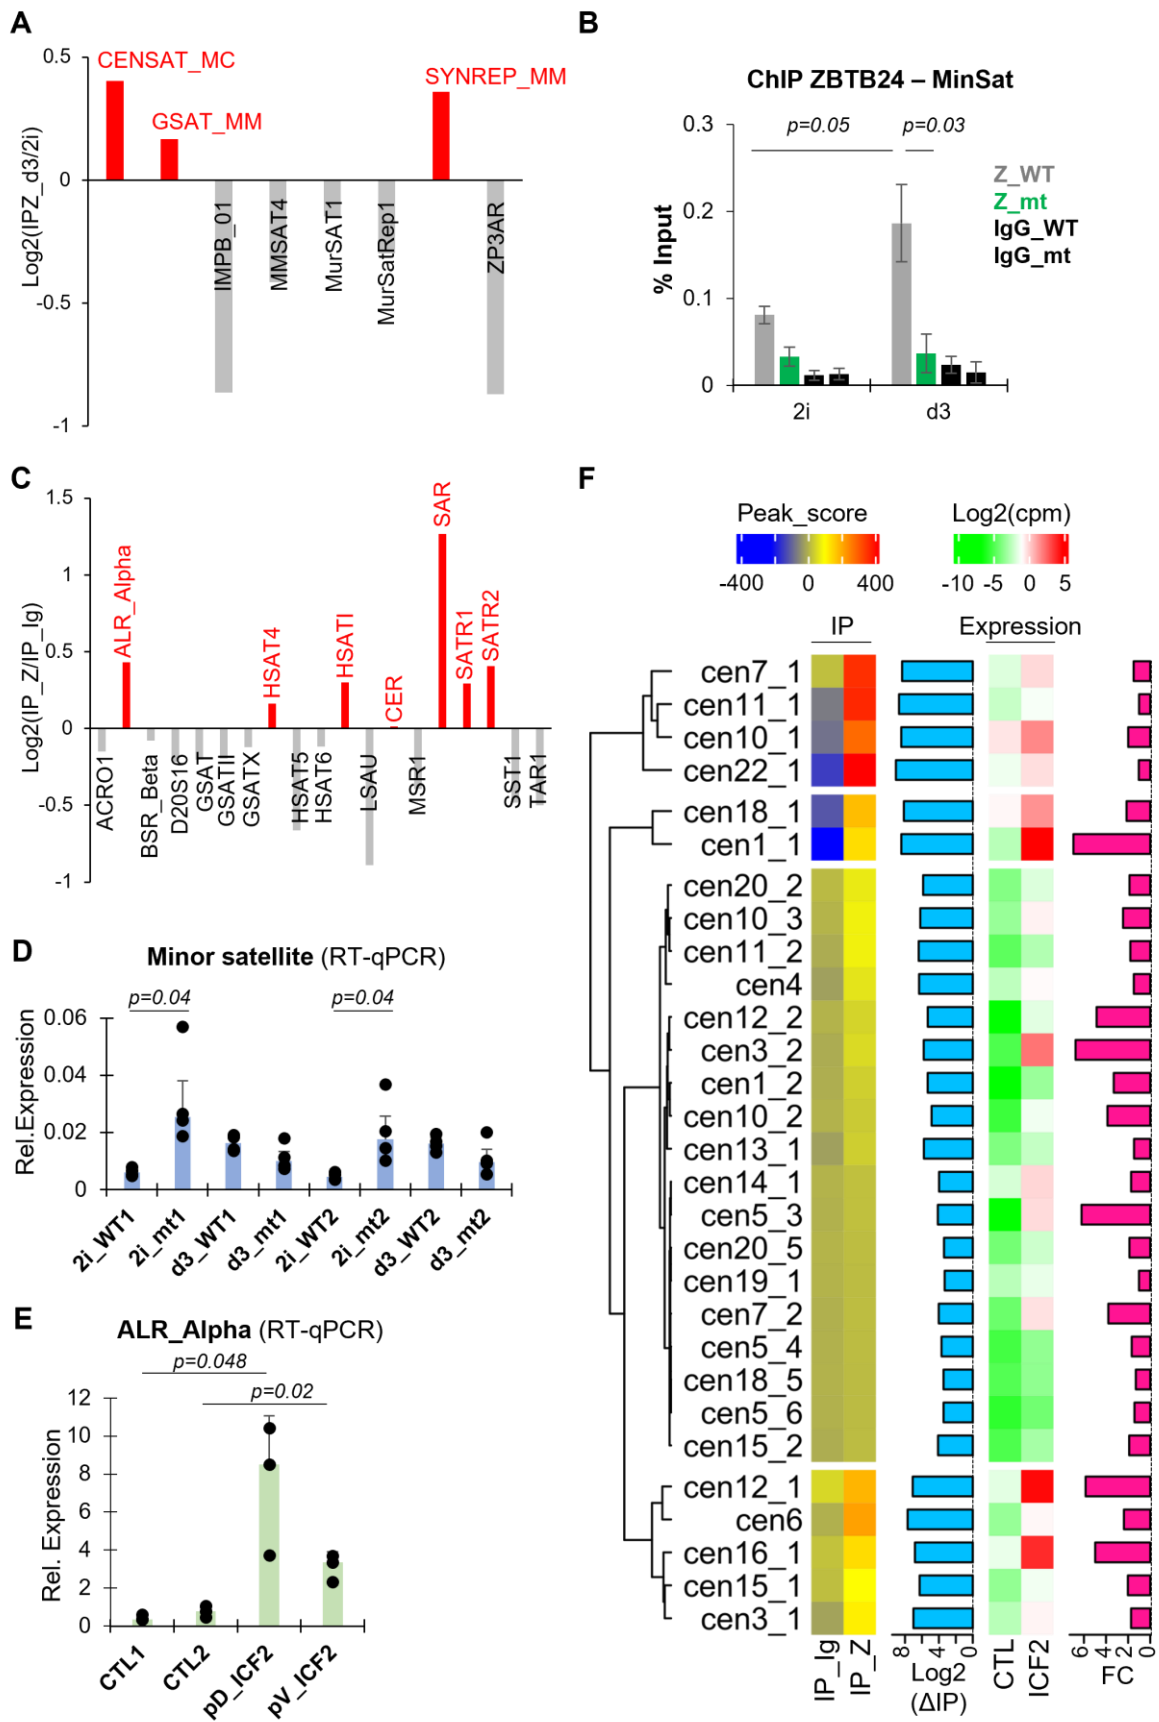 A
0.5
0
-0.5
-1
Log2(IPZ_d3/2i)
CENSAT_MC
GSAT_MM
IMPB_01
MMSAT4
MurSAT1
MurSatRep1
SYNREP_MM
ZP3AR
B
ChIP ZBTB24 – MinSat
p=0.05
p=0.03
0.3
0.2
0.1
0
% Input
2i
d3
Z_WT
Z_mt
IgG_WT
IgG_mt
C
1.5
1
0.5
0
-0.5
-1
Log2(IP_Z/IP_Ig)
ACRO1
ALR_Alpha
BSR_Beta
D20S16
GSAT
GSATII
GSATX
HSAT4
HSAT5
HSAT6
HSATI
LSAU
CER
MSR1
SAR
SATR1
SATR2
SST1
TAR1
D
Minor satellite (RT-qPCR)
p=0.04
p=0.04
0.06
0.04
0.02
0
Rel.Expression
2i_WT1
2i_mt1
d3_WT1
d3_mt1
2i_WT2
2i_mt2
d3_WT2
d3_mt2
E
ALR_Alpha (RT-qPCR)
p=0.048
p=0.02
12
10
8
6
4
2
0
Rel. Expression
CTL1
CTL2
pD_ICF2
pV_ICF2
F
Peak_score
-400
0
400
Log2(cpm)
-10
-5
0
5
IP
Expression
cen7_1
cen11_1
cen10_1
cen22_1
cen18_1
cen1_1
cen20_2
cen10_3
cen11_2
cen4
cen12_2
cen3_2
cen1_2
cen10_2
cen13_1
cen14_1
cen5_3
cen20_5
cen19_1
cen7_2
cen5_4
cen18_5
cen5_6
cen15_2
cen12_1
cen6
cen16_1
cen15_1
cen3_1
IP_Ig
IP_Z
8
4
0
Log2
(ΔIP)
CTL
ICF2
6
4
2
0
FC